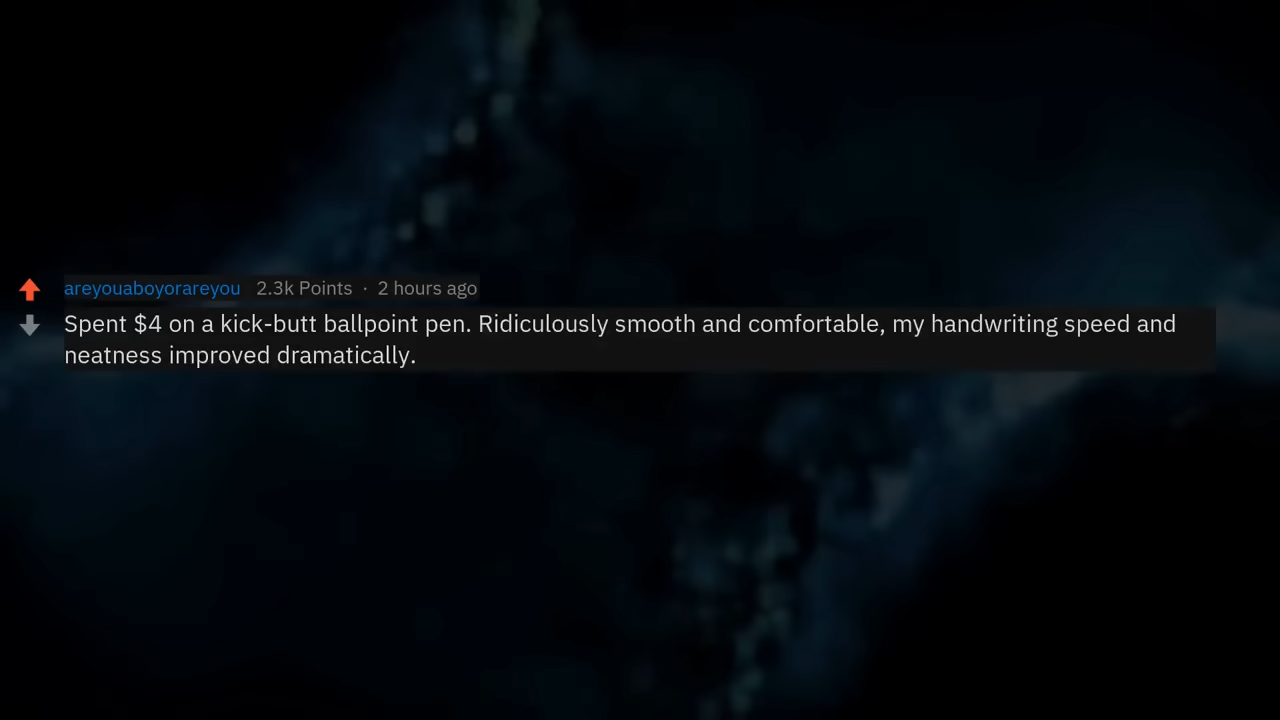 areyouaboyorareyou 2.3k Points · 2 hours ago
Spent $4 on a kick-butt ballpoint pen. Ridiculously smooth and comfortable, my handwriting speed and
neatness improved dramatically.